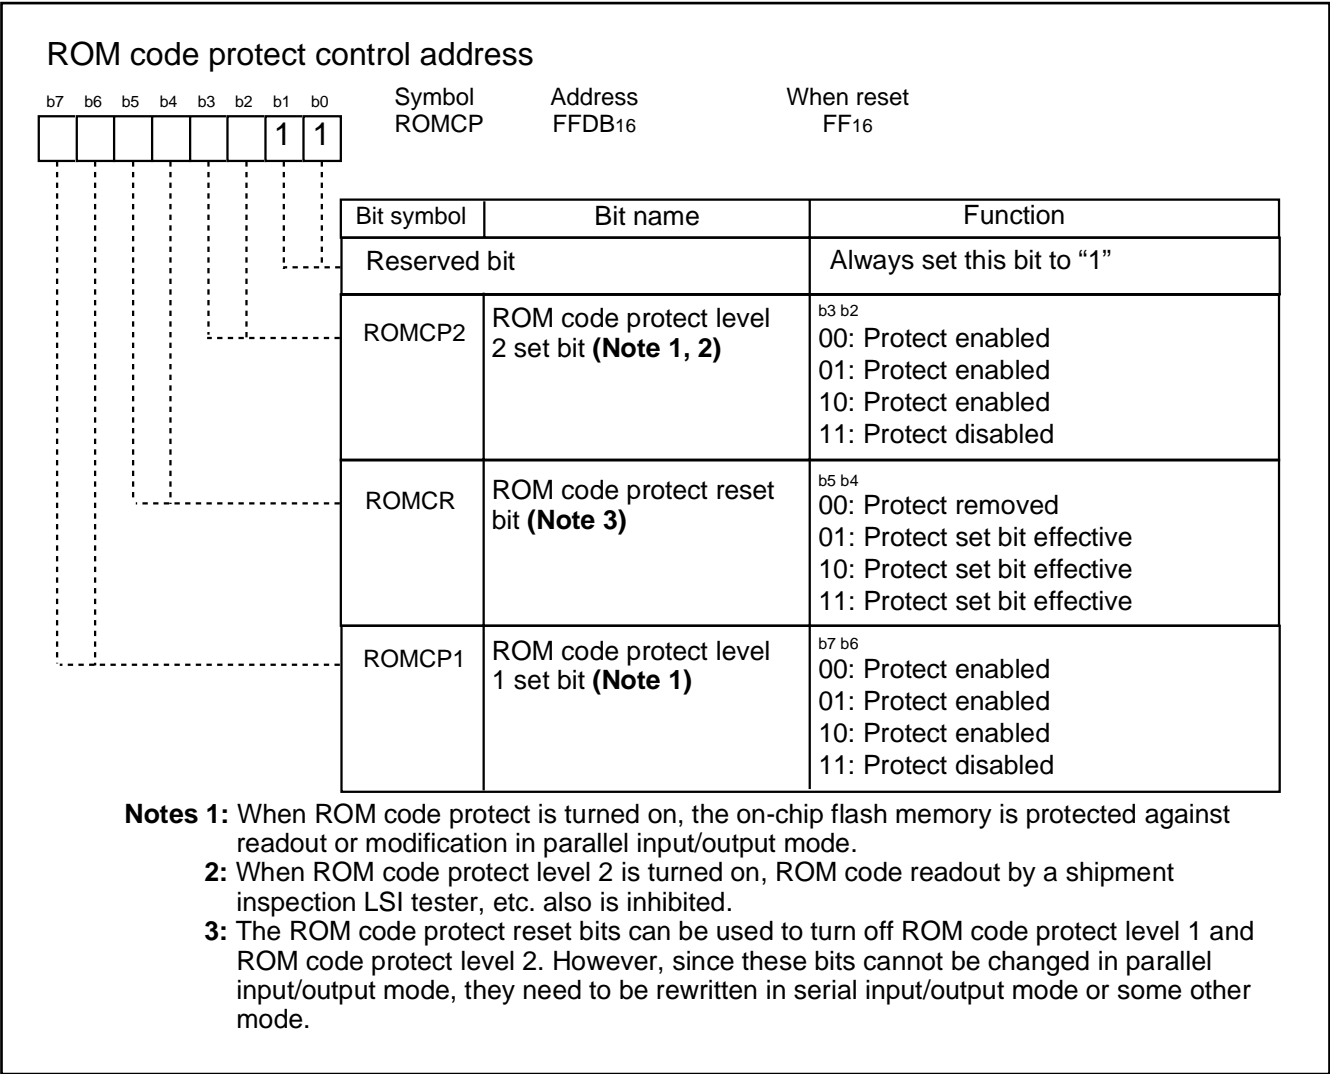 ROM code protect control address
b7 b6 b5 b4 b3 b2 b1 b0
Symbol Address When reset
ROMCP FFDB16 FF16
1 1
Bit symbol Bit name Function
Reserved bit Always set this bit to “1”
ROMCP2
ROM code protect level
2 set bit (Note 1, 2)
b3 b2
00: Protect enabled
01: Protect enabled
10: Protect enabled
11: Protect disabled
ROMCR
ROM code protect reset
bit (Note 3)
b5 b4
00: Protect removed
01: Protect set bit effective
10: Protect set bit effective
11: Protect set bit effective
ROMCP1
ROM code protect level
1 set bit (Note 1)
b7 b6
00: Protect enabled
01: Protect enabled
10: Protect enabled
11: Protect disabled
Notes 1: When ROM code protect is turned on, the on-chip flash memory is protected against
readout or modification in parallel input/output mode.
2: When ROM code protect level 2 is turned on, ROM code readout by a shipment
inspection LSI tester, etc. also is inhibited.
3: The ROM code protect reset bits can be used to turn off ROM code protect level 1 and
ROM code protect level 2. However, since these bits cannot be changed in parallel
input/output mode, they need to be rewritten in serial input/output mode or some other
mode.